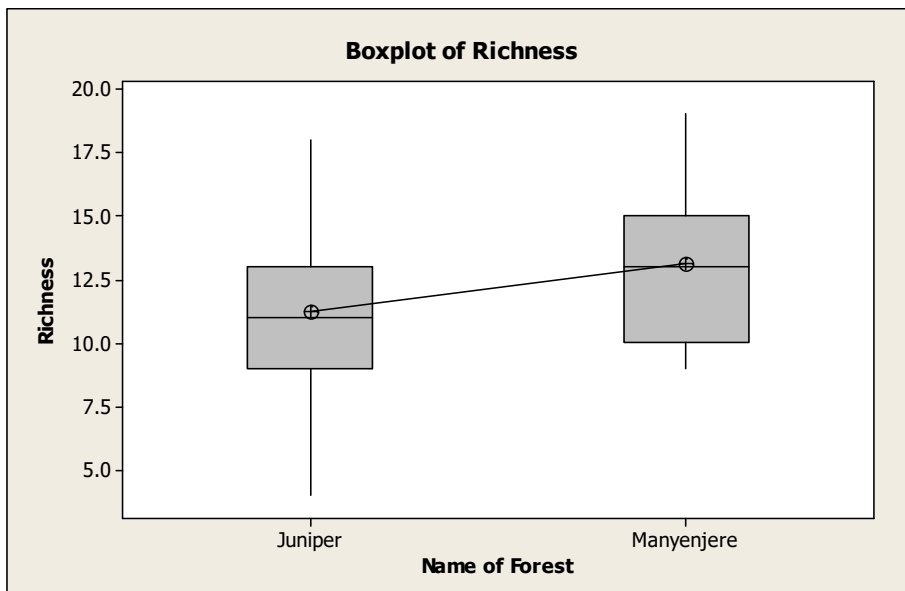 Boxplot of Richness
20.0
17.5
15.0
12.5
10.0
7.5
5.0
Richness
Juniper
Manyenjere
Name of Forest